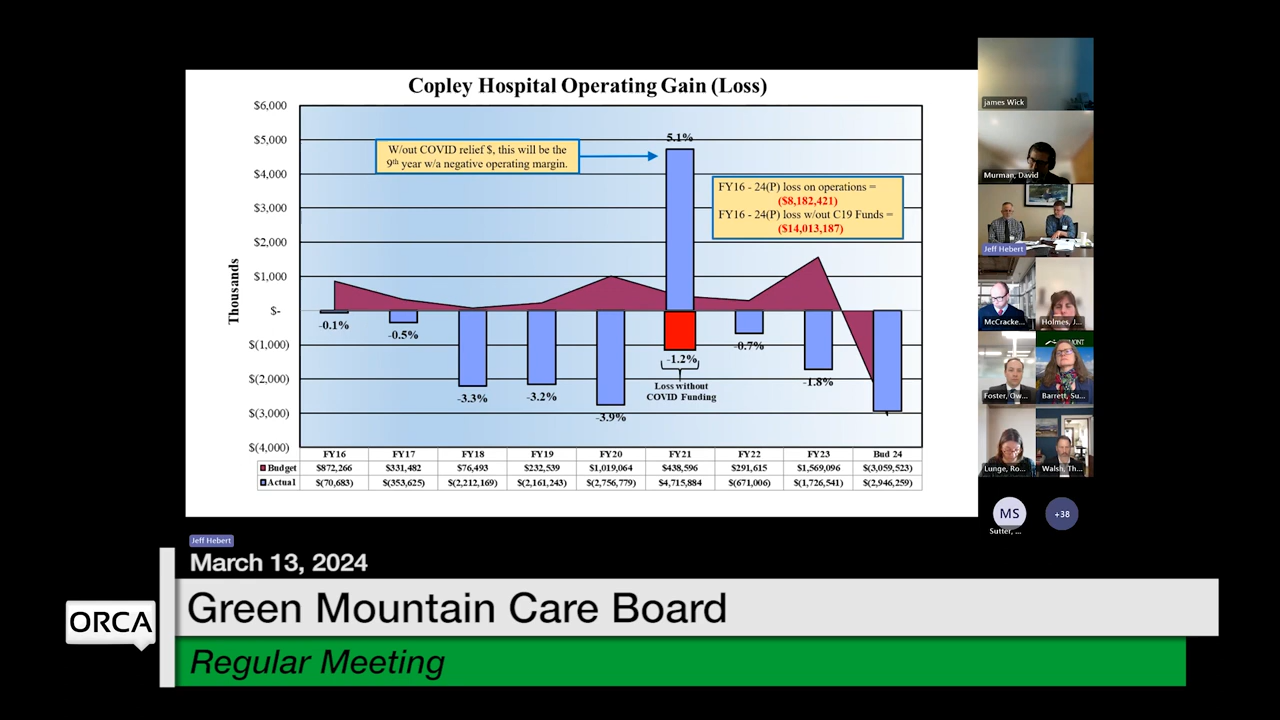 Copley Hospital Operating Gain (Loss)
$6,000
$5,000
$4,000
$3,000
$2,000
$1,000
$-
$(1,000)
$(2,000)
$(3,000)
$(4,000)
Thousands
W/out COVID relief $, this will be the
9th year w/a negative operating margin.
5.1%
FY16 - 24(P) loss on operations =
($8,182,421)
FY16 - 24(P) loss w/out C19 Funds =
($14,013,187)
-0.1%
-0.5%
-3.3%
-3.2%
-3.9%
-1.2%
Loss without
COVID Funding
-0.7%
-1.8%
FY16 FY17 FY18 FY19 FY20 FY21 FY22 FY23 Bud 24
Budget $872,266 $331,482 $76,493 $232,539 $1,019,064 $438,596 $291,615 $1,569,096 $(3,059,523)
Actual $(70,683) $(353,625) $(2,212,169) $(2,161,243) $(2,756,779) $4,715,884 $(671,006) $(1,726,541) $(2,946,259)
james Wick
Murman, David
Jeff Hebert
McCracke... Holmes, J...
Foster, Ow... Barrett, Su...
Lunge, Ro... Walsh, Th...
MS +38
Sutter, ...
Jeff Hebert
March 13, 2024
ORCA
Green Mountain Care Board
Regular Meeting